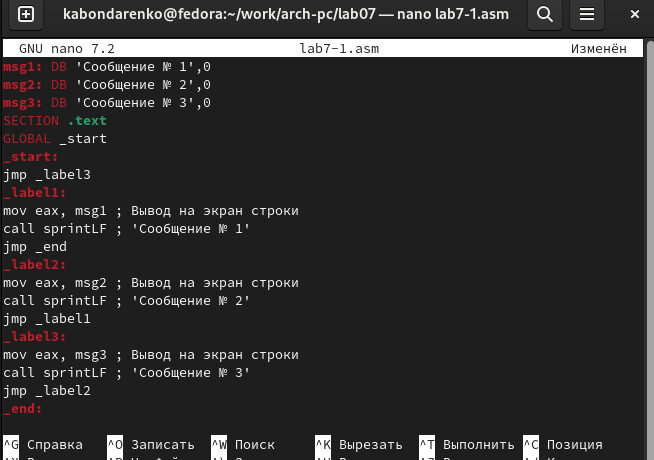 kabondarenko@fedora:~/work/arch-pc/lab07 — nano lab7-1.asm
GNU nano 7.2 lab7-1.asm Изменён
msg1: DB 'Сообщение № 1',0
msg2: DB 'Сообщение № 2',0
msg3: DB 'Сообщение № 3',0
SECTION .text
GLOBAL _start
_start:
jmp _label3
_label1:
mov eax, msg1 ; Вывод на экран строки
call sprintLF ; 'Сообщение № 1'
jmp _end
_label2:
mov eax, msg2 ; Вывод на экран строки
call sprintLF ; 'Сообщение № 2'
jmp _label1
_label3:
mov eax, msg3 ; Вывод на экран строки
call sprintLF ; 'Сообщение № 3'
jmp _label2
_end:
^G Справка ^O Записать ^W Поиск ^K Вырезать ^T Выполнить ^C Позиция